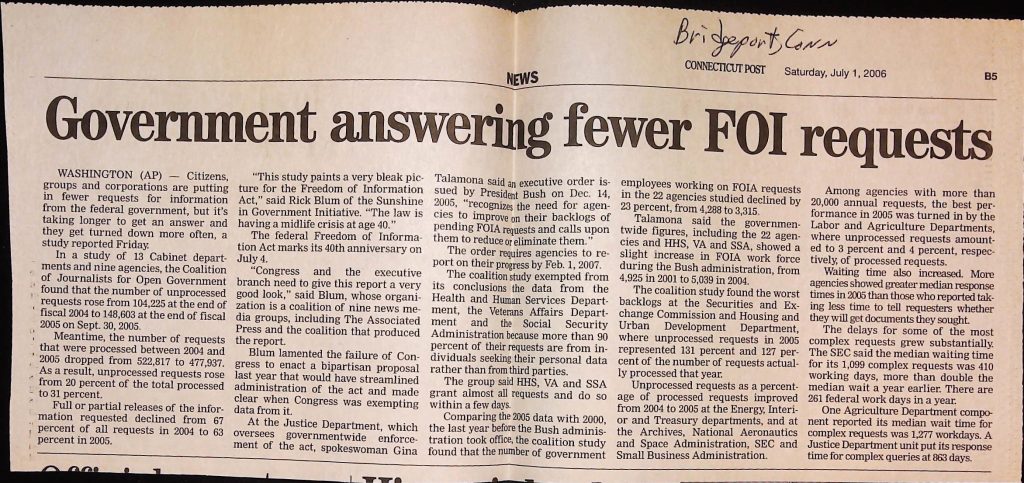 Bridgeport, Conn
CONNECTICUT POST Saturday, July 1, 2006
NEWS
B5
Government answering fewer FOI requests
WASHINGTON (AP) — Citizens,
groups and corporations are putting
in fewer requests for information
from the federal government, but it's
taking longer to get an answer and
they get turned down more often, a
study reported Friday.
In a study of 13 Cabinet depart-
ments and nine agencies, the Coalition
of Journalists for Open Government
found that the number of unprocessed
requests rose from 104,225 at the end of
fiscal 2004 to 148,603 at the end of fiscal
2005 on Sept. 30, 2005.
Meantime, the number of requests
that were processed between 2004 and
2005 dropped from 522,817 to 477,937.
As a result, unprocessed requests rose
from 20 percent of the total processed
to 31 percent.
Full or partial releases of the infor-
mation requested declined from 67
percent of all requests in 2004 to 63
percent in 2005.
"This study paints a very bleak pic-
ture for the Freedom of Information
Act," said Rick Blum of the Sunshine
in Government Initiative. "The law is
having a midlife crisis at age 40."
The federal Freedom of Informa-
tion Act marks its 40th anniversary on
July 4.
"Congress and the executive
branch need to give this report a very
good look," said Blum, whose organi-
zation is a coalition of nine news me-
dia groups, including The Associated
Press and the coalition that produced
the report.
Blum lamented the failure of Con-
gress to enact a bipartisan proposal
last year that would have streamlined
administration of the act and made
clear when Congress was exempting
data from it.
At the Justice Department, which
oversees governmentwide enforce-
ment of the act, spokeswoman Gina
Talamona said an executive order is-
sued by President Bush on Dec. 14,
2005, "recognizes the need for agen-
cies to improve on their backlogs of
pending FOIA requests and calls upon
them to reduce or eliminate them."
The order requires agencies to re-
port on their progress by Feb. 1, 2007.
The coalition study exempted from
its conclusions the data from the
Health and Human Services Depart-
ment, the Veterans Affairs Depart-
ment and the Social Security
Administration because more than 90
percent of their requests are from in-
dividuals seeking their personal data
rather than from third parties.
The group said HHS, VA and SSA
grant almost all requests and do so
within a few days.
Comparing the 2005 data with 2000,
the last year before the Bush adminis-
tration took office, the coalition study
found that the number of government
employees working on FOIA requests
in the 22 agencies studied declined by
23 percent, from 4,288 to 3,315.
Talamona said the government-
wide figures, including the 22 agen-
cies and HHS, VA and SSA, showed a
slight increase in FOIA work force
during the Bush administration, from
4,925 in 2001 to 5,039 in 2004.
The coalition study found the worst
backlogs at the Securities and Ex-
change Commission and Housing and
Urban Development Department,
where unprocessed requests in 2005
represented 131 percent and 127 per-
cent of the number of requests actual-
ly processed that year.
Unprocessed requests as a percent-
age of processed requests improved
from 2004 to 2005 at the Energy, Interi-
or and Treasury departments, and at
the Archives, National Aeronautics
and Space Administration, SEC and
Small Business Administration.
Among agencies with more than
20,000 annual requests, the best per-
formance in 2005 was turned in by the
Labor and Agriculture Departments,
where unprocessed requests amount-
ed to 3 percent and 4 percent, respec-
tively, of processed requests.
Waiting time also increased. More
agencies showed greater median response
times in 2005 than those who reported tak-
ing less time to tell requesters whether
they will get documents they sought.
The delays for some of the most
complex requests grew substantially.
The SEC said the median waiting time
for its 1,099 complex requests was 410
working days, more than double the
median wait a year earlier. There are
261 federal work days in a year.
One Agriculture Department compo-
nent reported its median wait time for
complex requests was 1,277 workdays. A
Justice Department unit put its response
time for complex queries at 863 days.